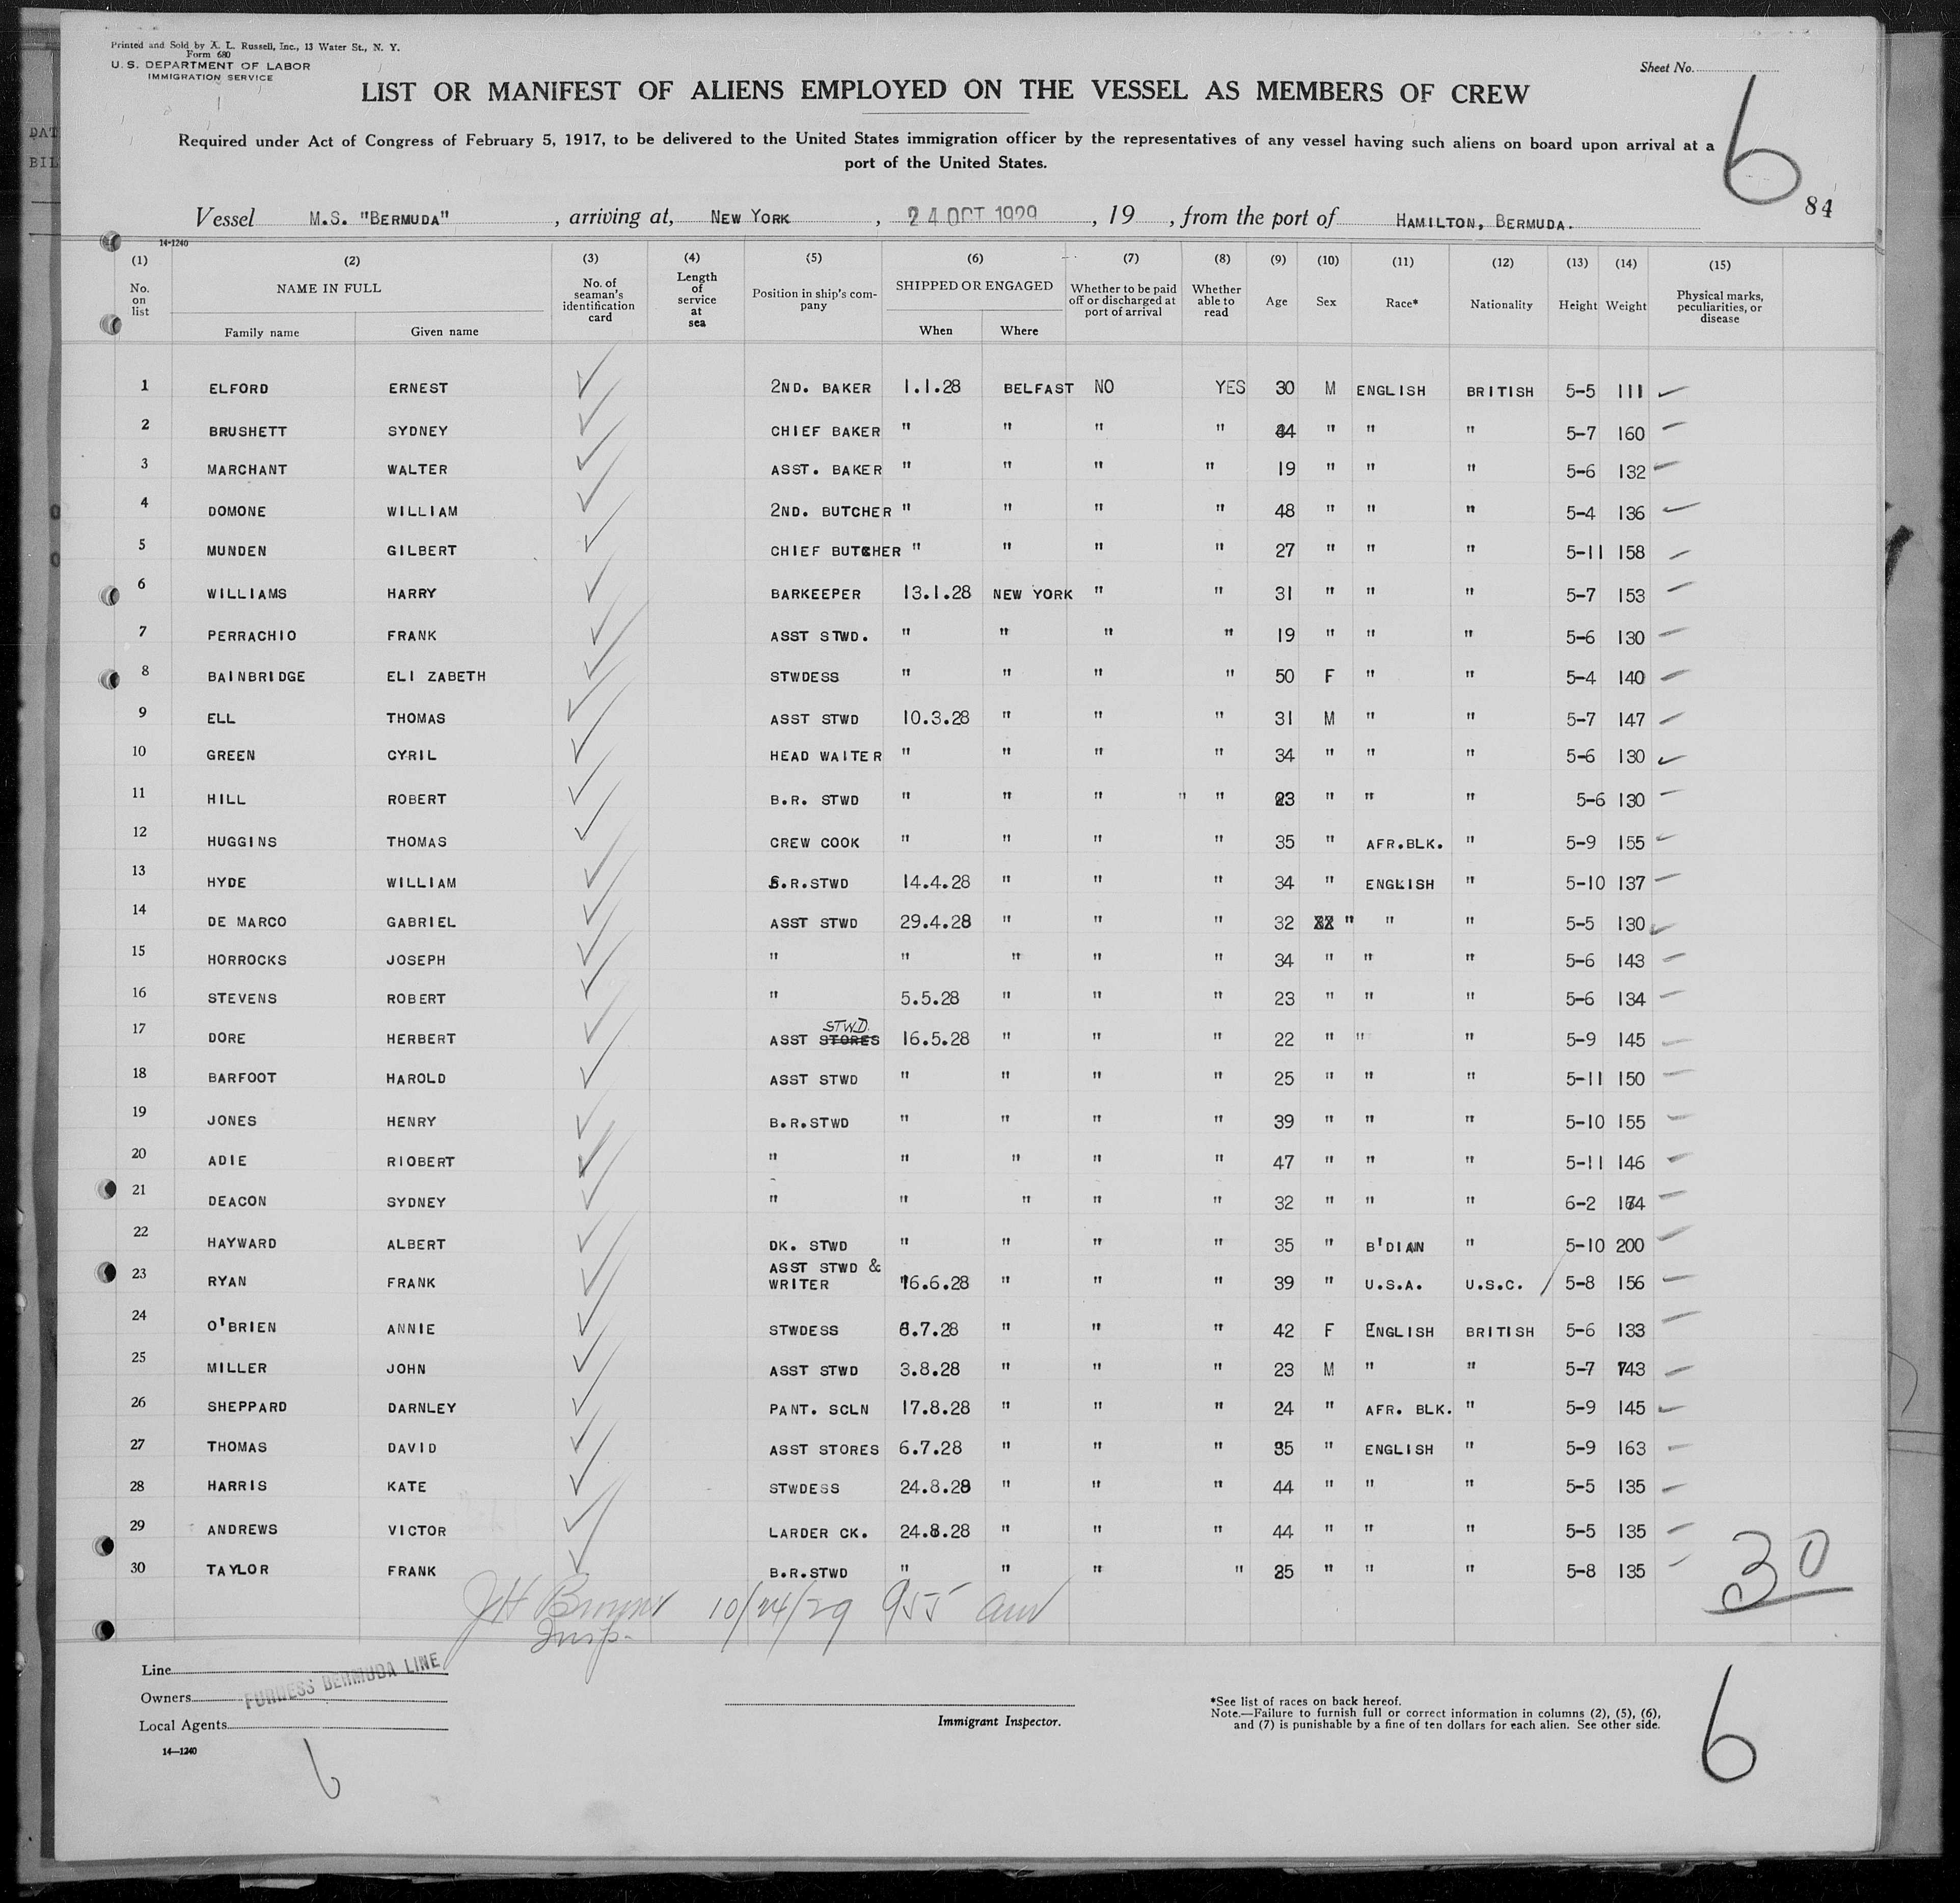 Printed and Sold by A. L. Russell, Inc., 13 Water St., N. Y.
Form 680
U. S. DEPARTMENT OF LABOR
IMMIGRATION SERVICE
Sheet No.
6
LIST OR MANIFEST OF ALIENS EMPLOYED ON THE VESSEL AS MEMBERS OF CREW
Required under Act of Congress of February 5, 1917, to be delivered to the United States immigration officer by the representatives of any vessel having such aliens on board upon arrival at a
port of the United States.
84
Vessel M.S. "BERMUDA", arriving at, NEW YORK, 24 OCT 1929, 19 , from the port of HAMILTON, BERMUDA.
14-1240
(1) (2) (3) (4) (5) (6) (7) (8) (9) (10) (11) (12) (13) (14) (15)
No. on list NAME IN FULL No. of seaman's identification card Length of service at sea Position in ship's company SHIPPED OR ENGAGED Whether to be paid off or discharged at port of arrival Whether able to read Age Sex Race* Nationality Height Weight Physical marks, peculiarities, or disease
Family name Given name When Where
1 ELFORD ERNEST 2ND. BAKER 1.1.28 BELFAST NO YES 30 M ENGLISH BRITISH 5-5 111
2 BRUSHETT SYDNEY CHIEF BAKER " " " " 44 " " " 5-7 160
3 MARCHANT WALTER ASST. BAKER " " " " 19 " " " 5-6 132
4 DOMONE WILLIAM 2ND. BUTCHER " " " " 48 " " " 5-4 136
5 MUNDEN GILBERT CHIEF BUTCHER " " " " 27 " " " 5-11 158
6 WILLIAMS HARRY BARKEEPER 13.1.28 NEW YORK " " 31 " " " 5-7 153
7 PERRACHIO FRANK ASST STWD. " " " " 19 " " " 5-6 130
8 BAINBRIDGE ELI ZABETH STWDESS " " " " 50 F " " 5-4 140
9 ELL THOMAS ASST STWD 10.3.28 " " " 31 M " " 5-7 147
10 GREEN CYRIL HEAD WAITER " " " " 34 " " " 5-6 130
11 HILL ROBERT B.R. STWD " " " " " 23 " " " 5-6 130
12 HUGGINS THOMAS CREW COOK " " " " 35 " AFR.BLK. " 5-9 155
13 HYDE WILLIAM B.R.STWD 14.4.28 " " " 34 " ENGLISH " 5-10 137
14 DE MARCO GABRIEL ASST STWD 29.4.28 " " " 32 " " " 5-5 130
15 HORROCKS JOSEPH " " " " " 34 " " " 5-6 143
16 STEVENS ROBERT " 5.5.28 " " " 23 " " " 5-6 134
STWD.
17 DORE HERBERT ASST STORES 16.5.28 " " " 22 " " " 5-9 145
18 BARFOOT HAROLD ASST STWD " " " " 25 " " " 5-11 150
19 JONES HENRY B.R.STWD " " " " 39 " " " 5-10 155
20 ADIE RIOBERT " " " " " 47 " " " 5-11 146
21 DEACON SYDNEY " " " " " 32 " " " 6-2
22 HAYWARD ALBERT DK. STWD " " " " 35 " B'DIAN " 5-10 200
ASST STWD &
23 RYAN FRANK WRITER 16.6.28 " " " 39 " U.S.A. U.S.C. 5-8 156
24 O'BRIEN ANNIE STWDESS 6.7.28 " " " 42 F ENGLISH BRITISH 5-6 133
25 MILLER JOHN ASST STWD 3.8.28 " " " 23 M " " 5-7 143
26 SHEPPARD DARNLEY PANT. SCLN 17.8.28 " " " 24 " AFR. BLK. " 5-9 145
27 THOMAS DAVID ASST STORES 6.7.28 " " " 35 " ENGLISH " 5-9 163
28 HARRIS KATE STWDESS 24.8.28 " " " 44 " " " 5-5 135
29 ANDREWS VICTOR LARDER CK. 24.8.28 " " " 44 " " " 5-5 135
30 TAYLOR FRANK B.R.STWD " " " " 25 " " " 5-8 135
30
10/24/29 955 am
Insp.
Line
FURNESS BERMUDA LINE
Owners
Local Agents
14-1240
Immigrant Inspector.
*See list of races on back hereof.
Note.—Failure to furnish full or correct information in columns (2), (5), (6),
and (7) is punishable by a fine of ten dollars for each alien. See other side.
6
6